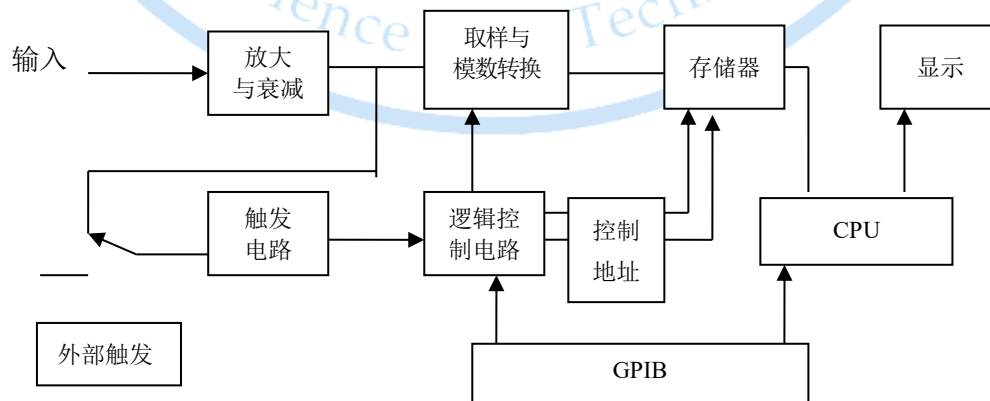 ience
Techn
输入
放大
与衰减
取样与
模数转换
存储器
显示
触发
电路
逻辑控
制电路
控制
地址
CPU
外部触发
GPIB